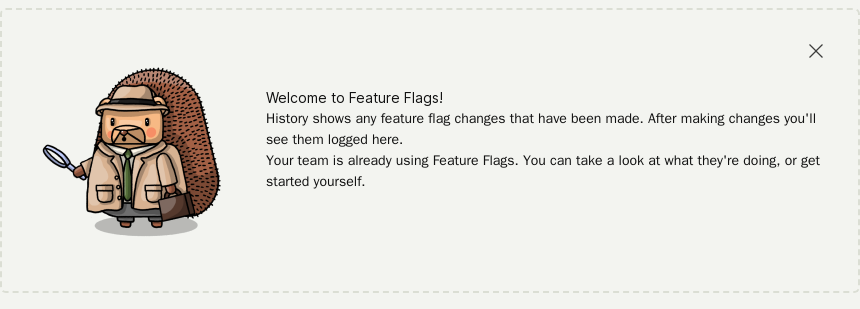 Welcome to Feature Flags!
History shows any feature flag changes that have been made. After making changes you'll
see them logged here.
Your team is already using Feature Flags. You can take a look at what they're doing, or get
started yourself.